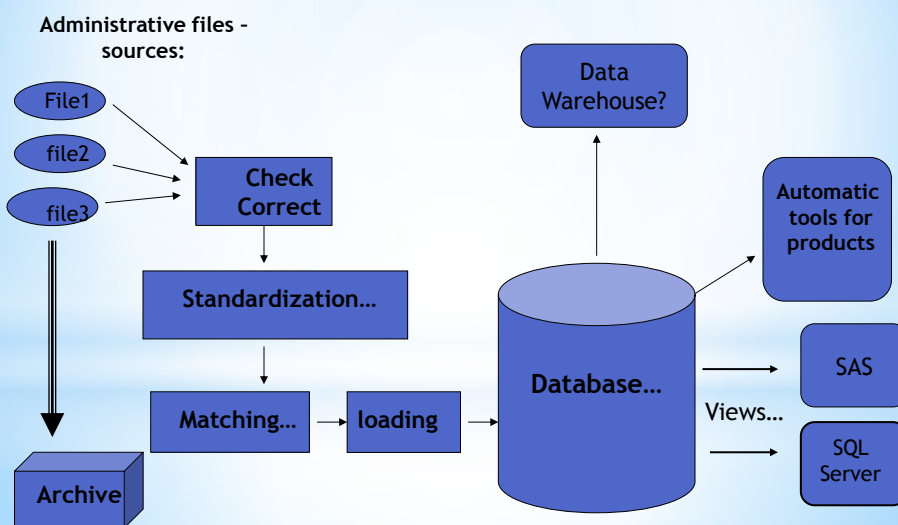 Administrative files –
sources:
File1
file2
file3
Check
Correct
Standardization…
Matching…
loading
Archive
Database…
Data
Warehouse?
Automatic
tools for
products
Views…
SAS
SQL
Server